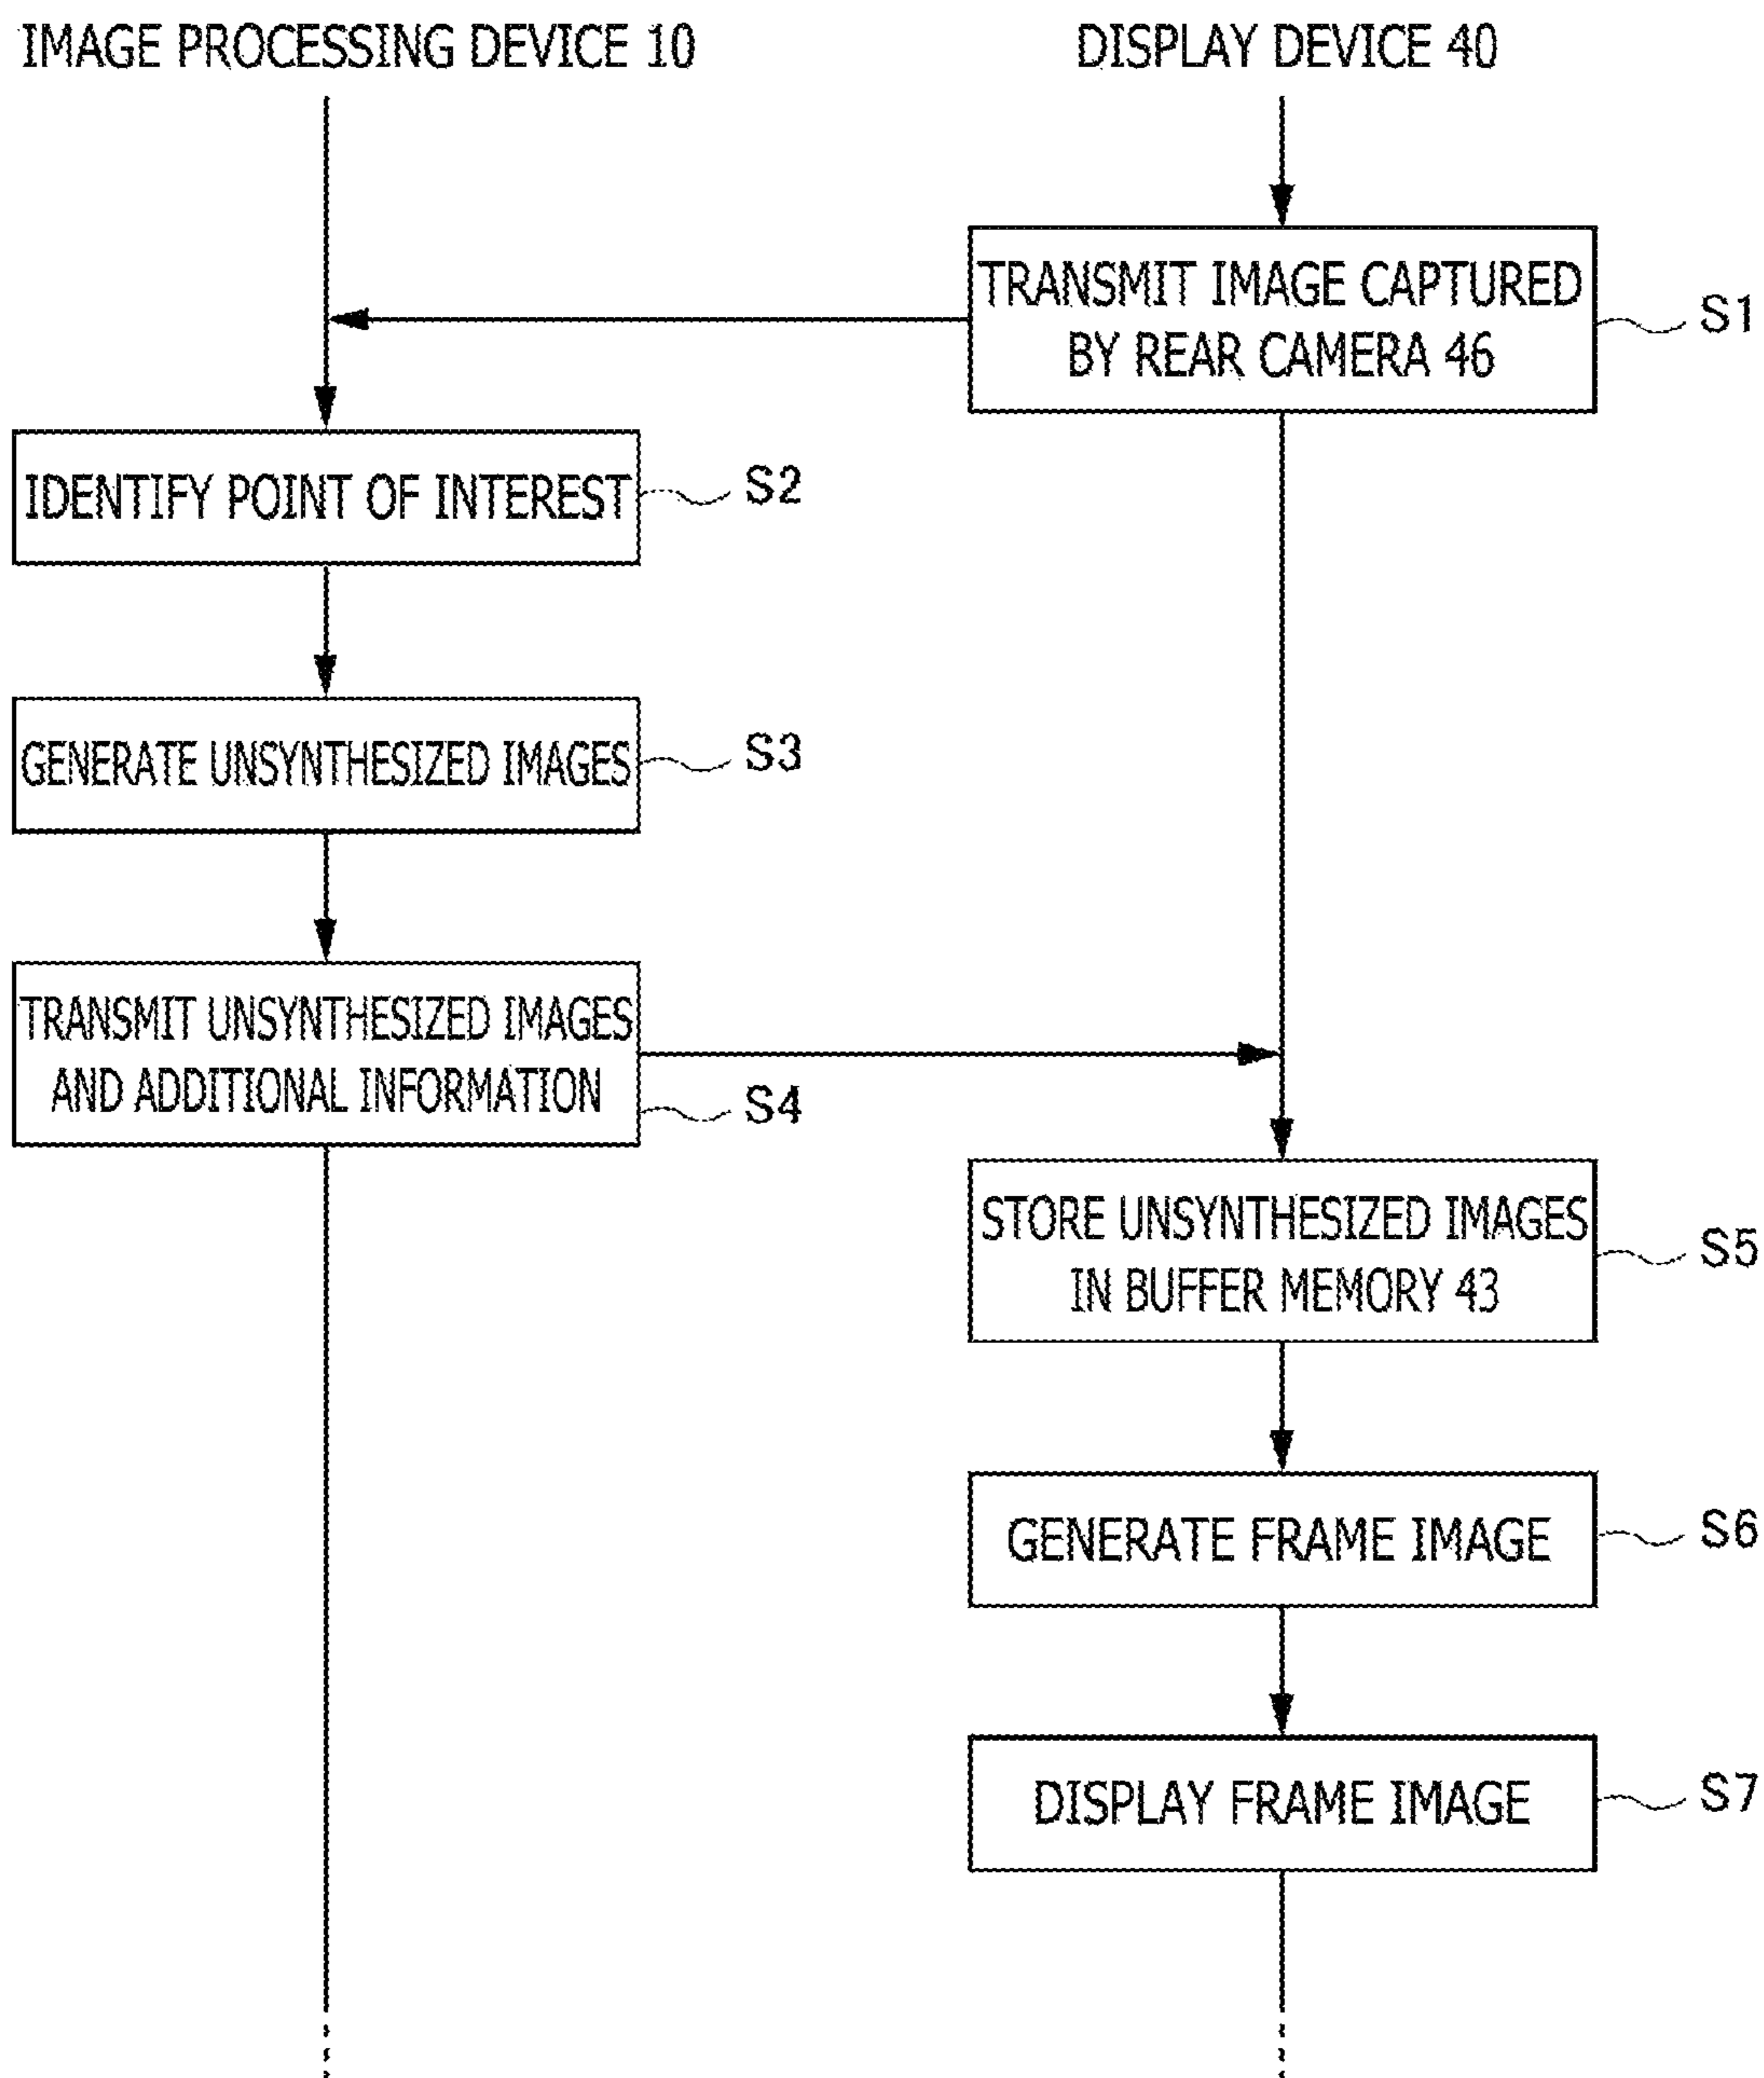 IMAGE PROCESSING DEVICE 10
DISPLAY DEVICE 40
TRANSMIT IMAGE CAPTURED
BY REAR CAMERA 46
S1
IDENTIFY POINT OF INTEREST
S2
GENERATE UNSYNTHESIZED IMAGES
S3
TRANSMIT UNSYNTHESIZED IMAGES
AND ADDITIONAL INFORMATION
S4
STORE UNSYNTHESIZED IMAGES
IN BUFFER MEMORY 43
S5
GENERATE FRAME IMAGE
S6
DISPLAY FRAME IMAGE
S7